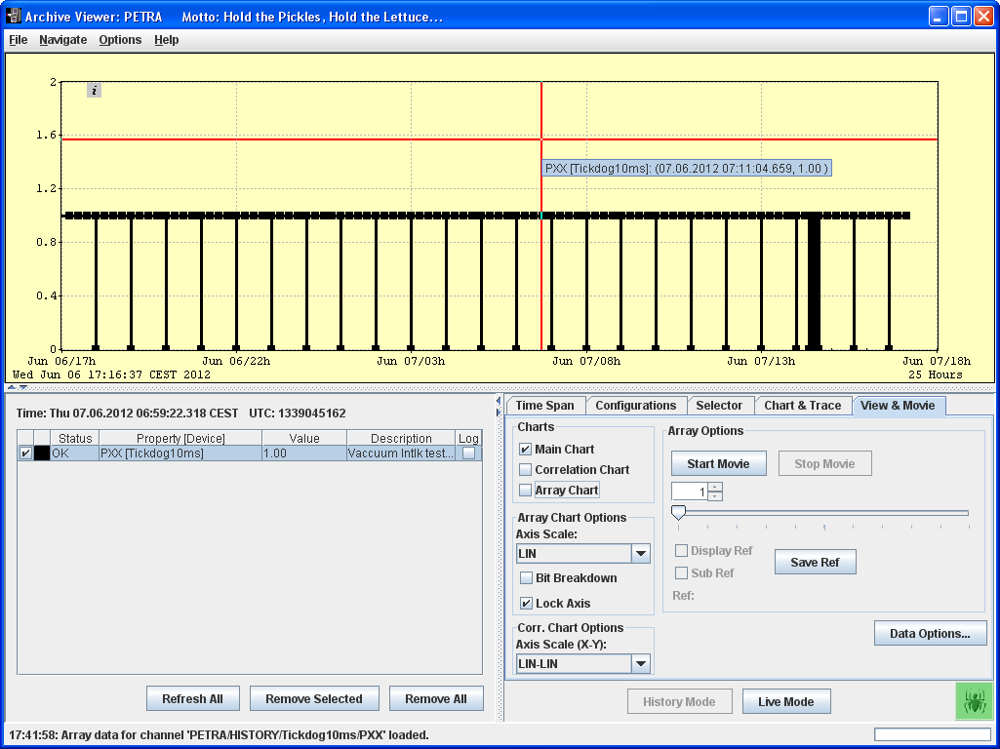 Archive Viewer: PETRA Motto: Hold the Pickles, Hold the Lettuce...
File Navigate Options Help
2
i
1.6
PXX [Tickdog10ms]: (07.06.2012 07:11:04.659, 1.00 )
1.2
0.8
0.4
0
Jun 06/17h Jun 06/22h Jun 07/03h Jun 07/08h Jun 07/13h Jun 07/18h
Wed Jun 06 17:16:37 CEST 2012 25 Hours
Time: Thu 07.06.2012 06:59:22.318 CEST UTC: 1339045162
Status Property [Device] Value Description Log
OK PXX [Tickdog10ms] 1.00 Vaccuum Intlk test...
Refresh All Remove Selected Remove All
Time Span Configurations Selector Chart & Trace View & Movie
Charts
Main Chart
Correlation Chart
Array Chart
Array Chart Options
Axis Scale:
LIN
Bit Breakdown
Lock Axis
Corr. Chart Options
Axis Scale (X-Y):
LIN-LIN
Array Options
Start Movie Stop Movie
1
Display Ref
Sub Ref
Save Ref
Ref:
Data Options...
History Mode Live Mode
17:41:58: Array data for channel 'PETRA/HISTORY/Tickdog10ms/PXX' loaded.